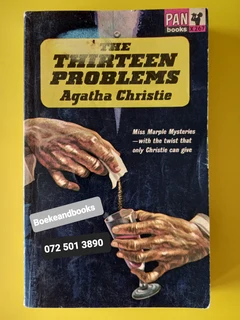 PAN
books
THE
THIRTEEN
PROBLEMS
Agatha Christie
Miss Marple Mysteries
—with the twist that
only Christie can give
Boekeandbooks
072 501 3890